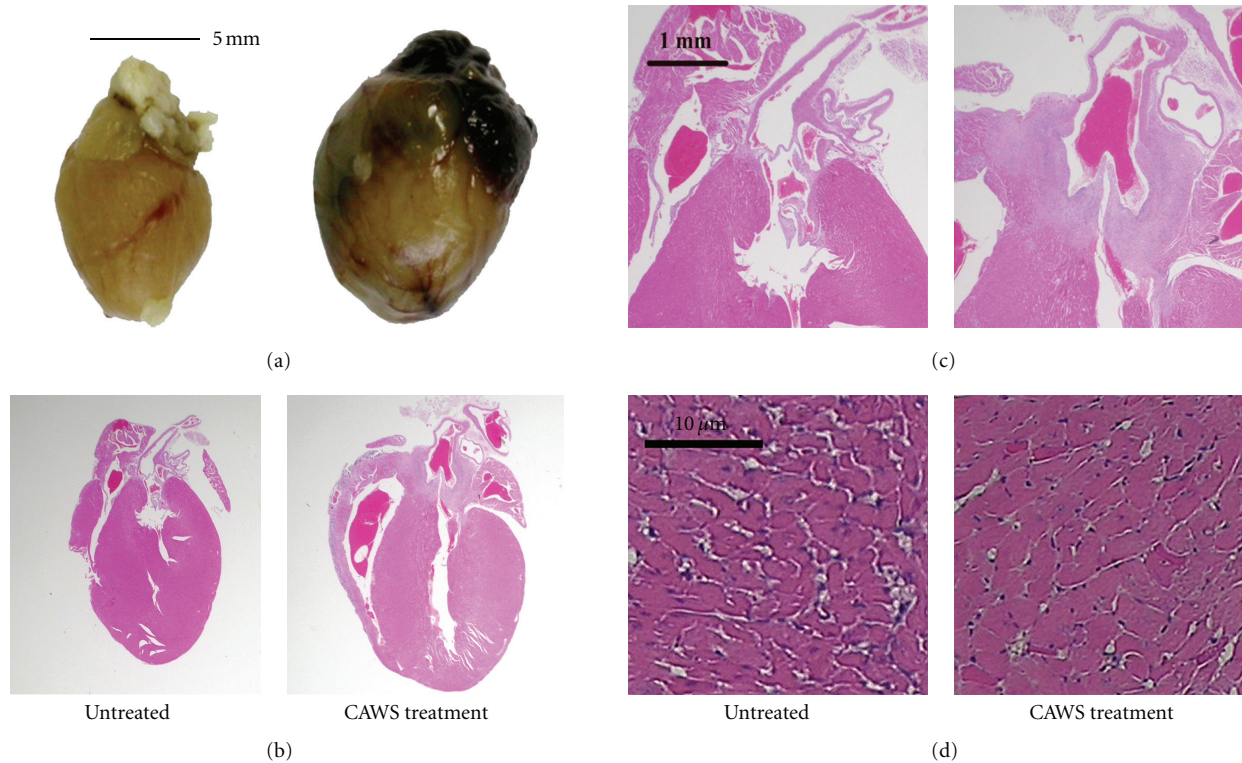 5 mm
(a)
Untreated
CAWS treatment
(b)
1 mm
(c)
10 μm
Untreated
CAWS treatment
(d)